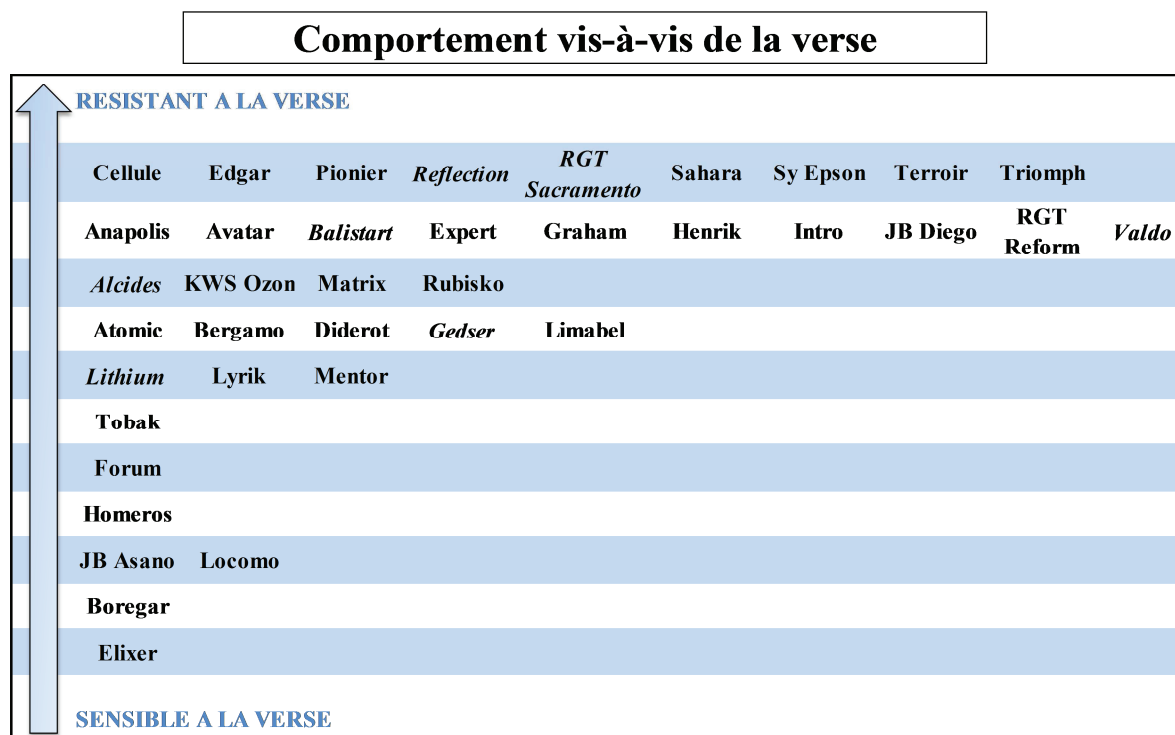 Comportement vis-à-vis de la verse
RESISTANT A LA VERSE
Cellule Edgar Pionier Reflection RGT Sacramento Sahara Sy Epson Terroir Triomph
Anapolis Avatar Balistart Expert Graham Henrik Intro JB Diego RGT Reform Valdo
Alcides KWS Ozon Matrix Rubisko
Atomic Bergamo Diderot Gedser Limabel
Lithium Lyrik Mentor
Tobak
Forum
Homeros
JB Asano Locomo
Boregar
Elixer
SENSIBLE A LA VERSE